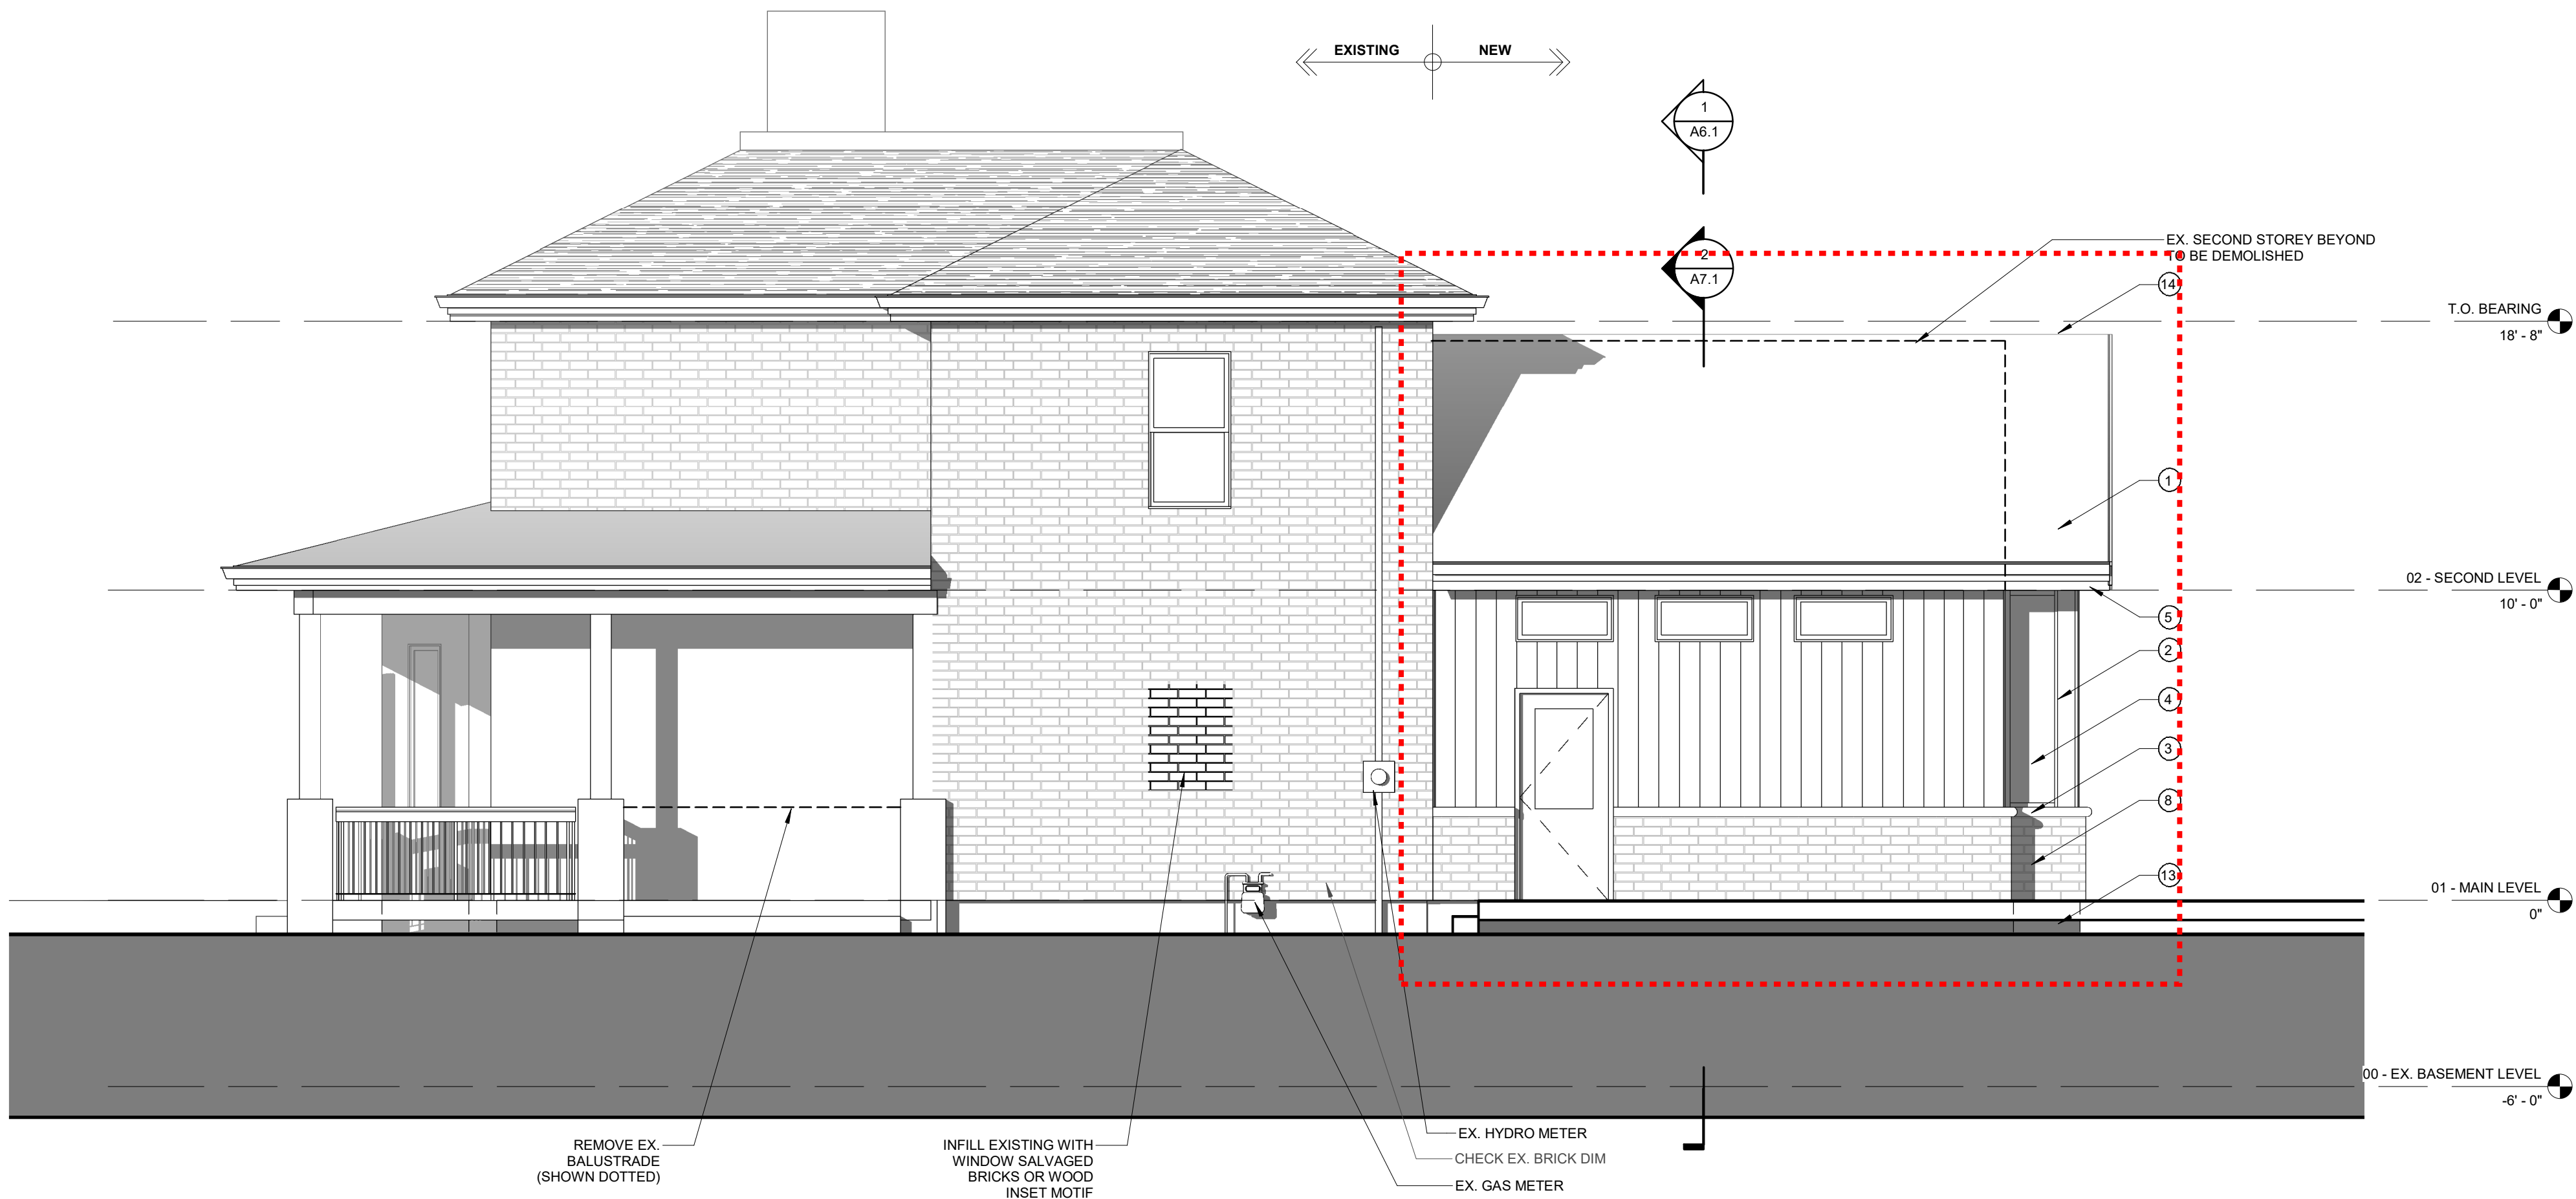 EXISTING
NEW
1
A6.1
2
A7.1
EX. SECOND STOREY BEYOND
TO BE DEMOLISHED
14
T.O. BEARING
18' - 8"
1
02 - SECOND LEVEL
10' - 0"
5
2
4
3
8
13
01 - MAIN LEVEL
0"
00 - EX. BASEMENT LEVEL
-6' - 0"
REMOVE EX.
BALUSTRADE
(SHOWN DOTTED)
INFILL EXISTING WITH
WINDOW SALVAGED
BRICKS OR WOOD
INSET MOTIF
EX. HYDRO METER
CHECK EX. BRICK DIM
EX. GAS METER